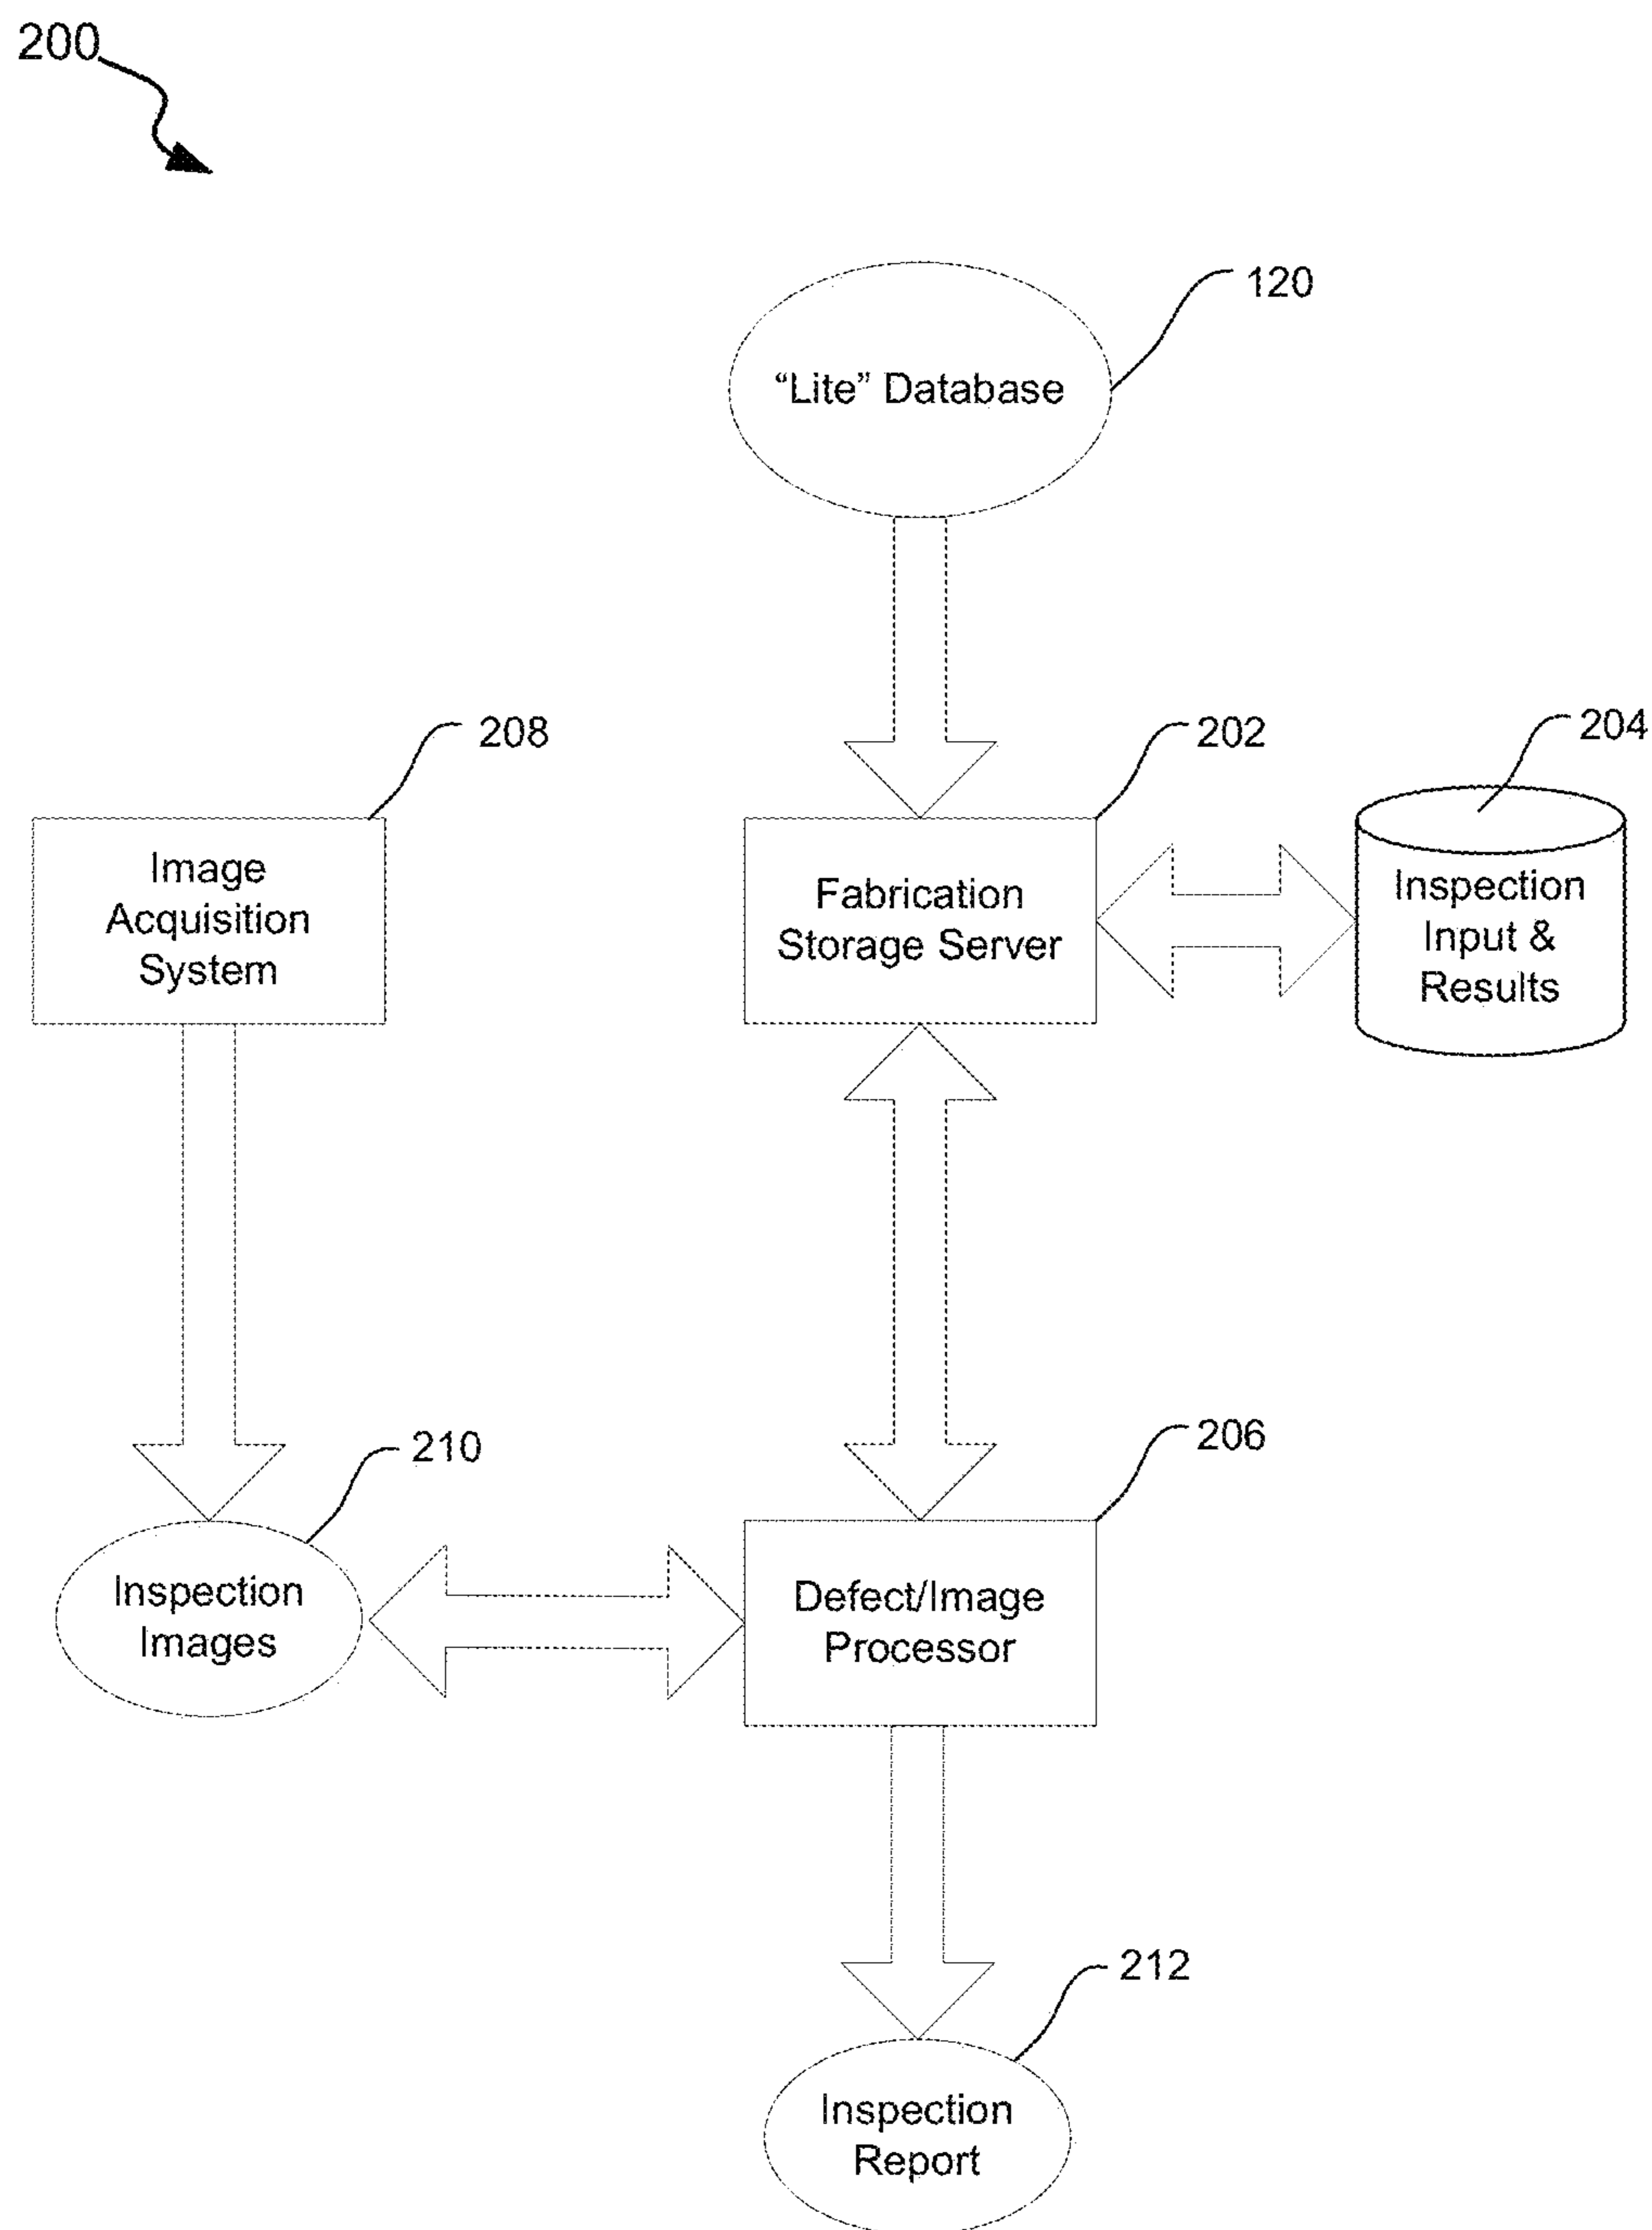 200
120
“Lite” Database
208
202
204
Image
Acquisition
System
Fabrication
Storage Server
Inspection
Input &
Results
210
206
Inspection
Images
Defect/Image
Processor
212
Inspection
Report